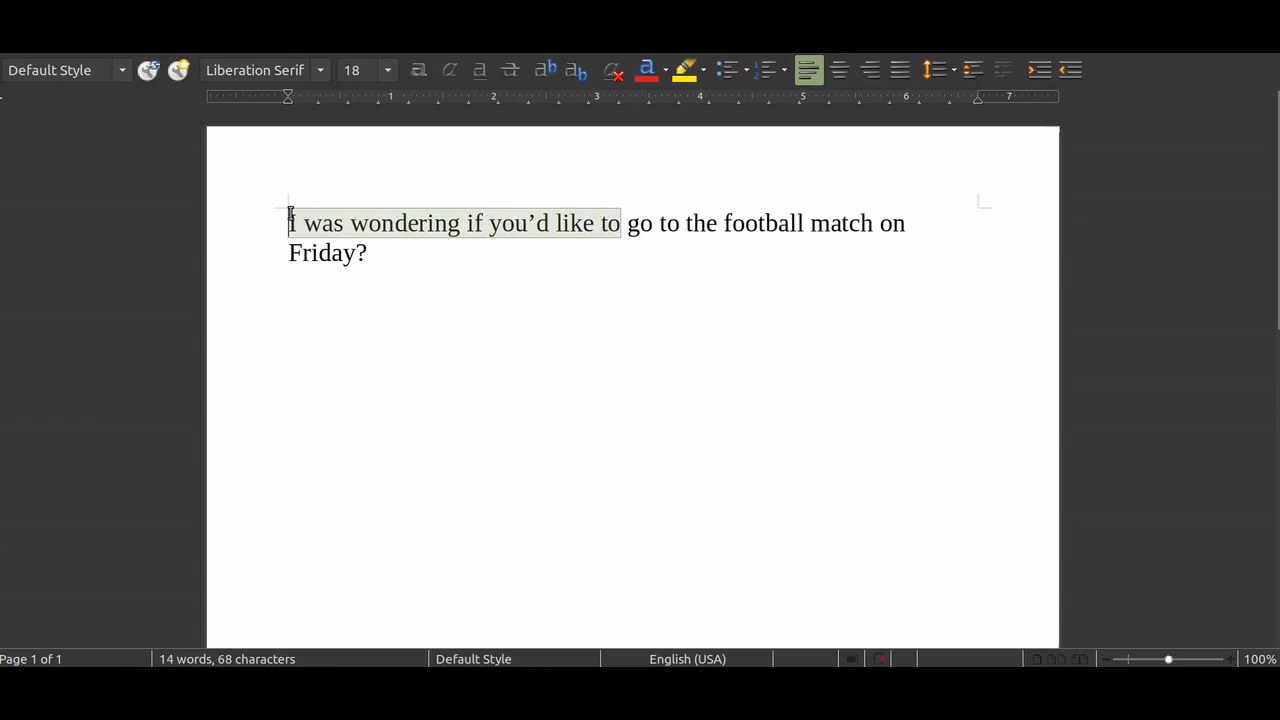 Default Style Liberation Serif 18
1 2 3 4 5 6 7
I was wondering if you’d like to go to the football match on
Friday?
Page 1 of 1 14 words, 68 characters Default Style English (USA) 100%